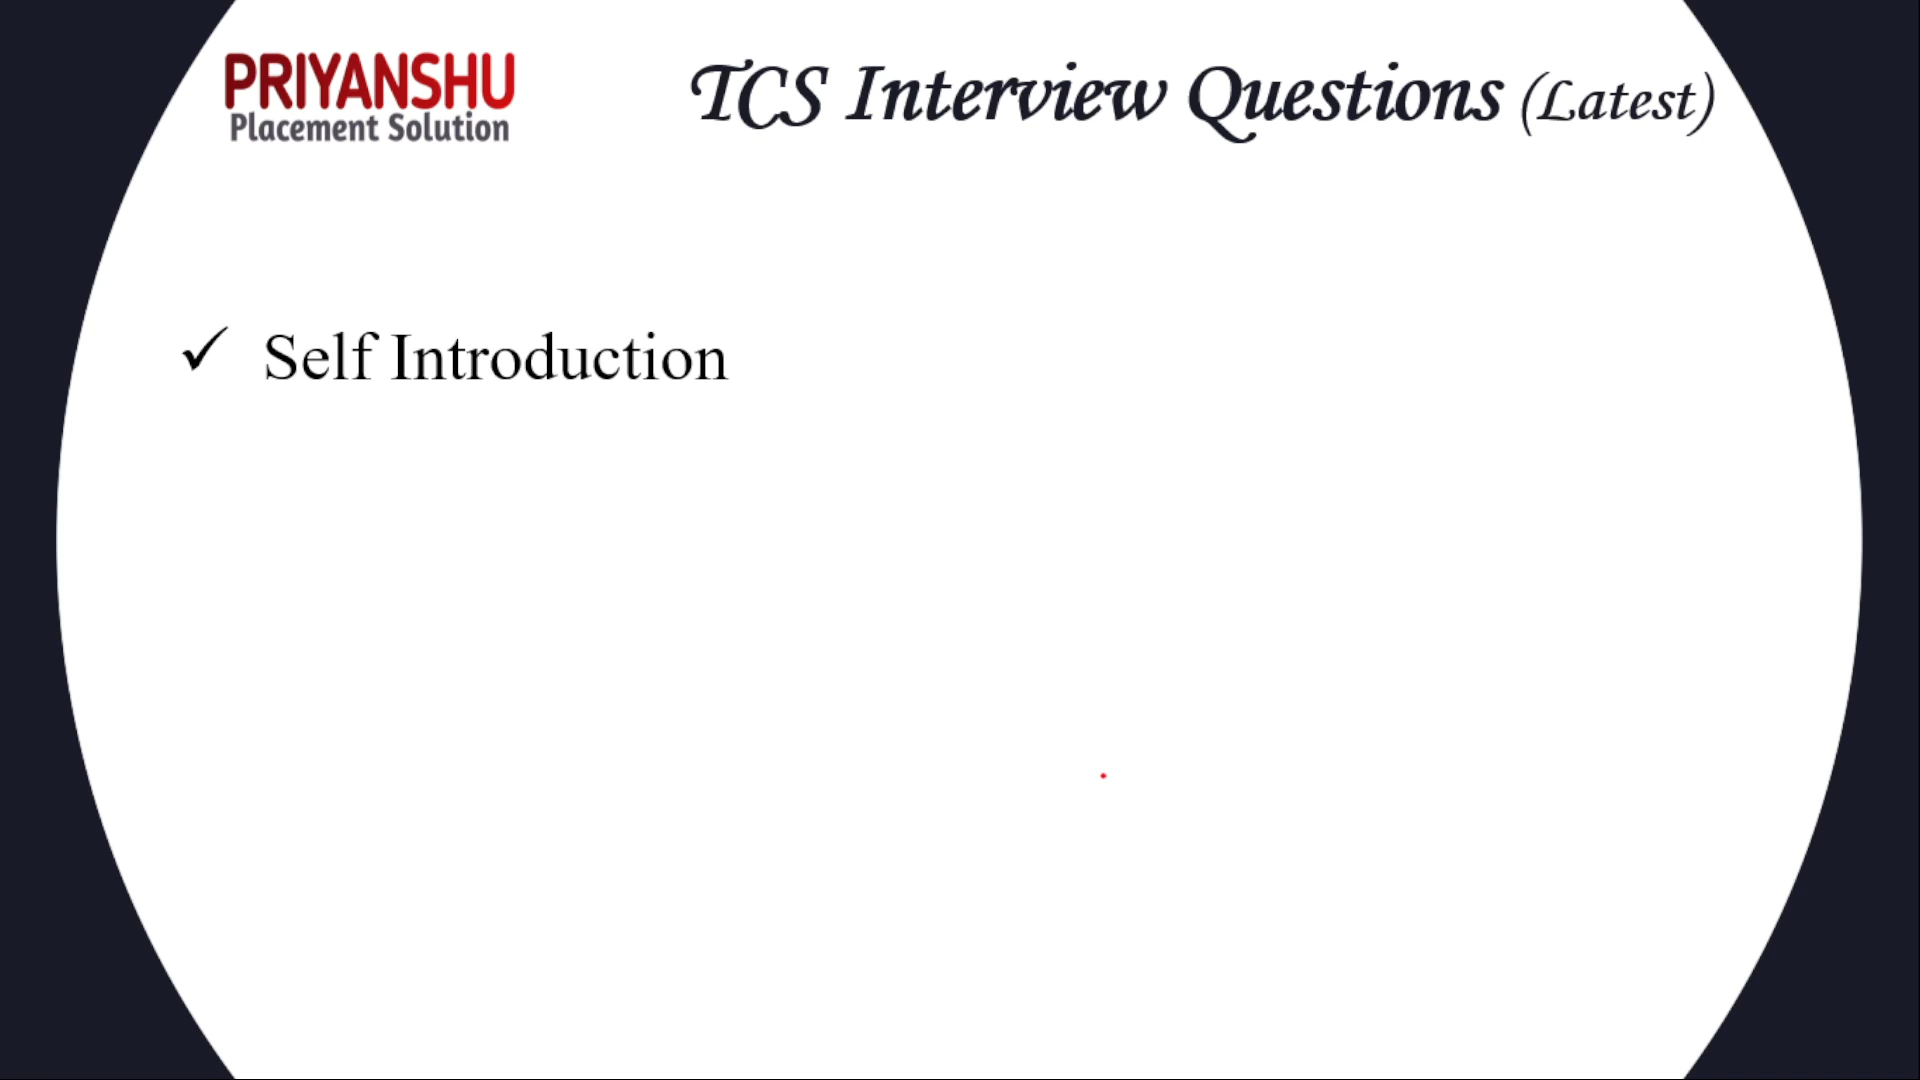 PRIYANSHU
Placement Solution
TCS Interview Questions (Latest)
✓ Self Introduction